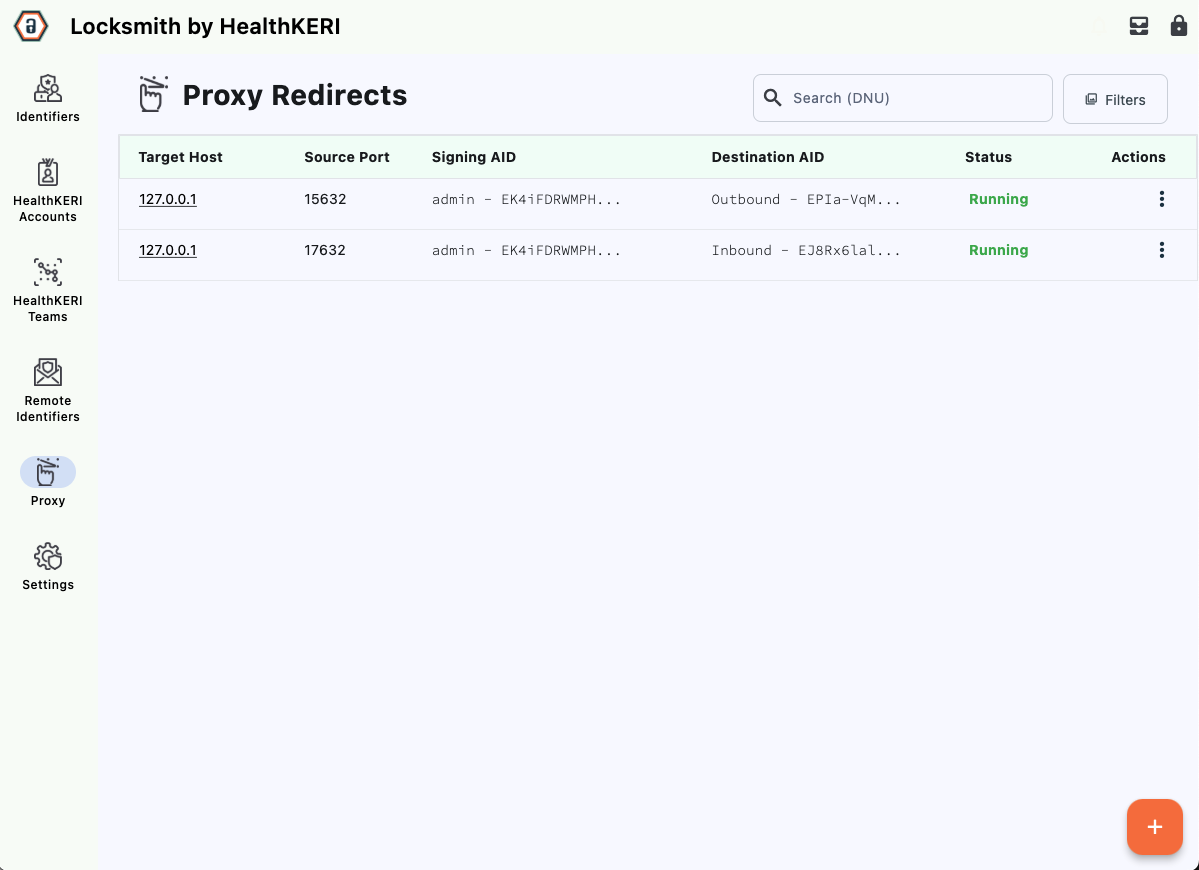 Locksmith by HealthKERI
Identifiers
HealthKERI
Accounts
HealthKERI
Teams
Remote
Identifiers
Proxy
Settings
Proxy Redirects
Search (DNU)
Filters
Target Host Source Port Signing AID Destination AID Status Actions
127.0.0.1 15632 admin - EK4iFDRWMPH... Outbound - EPIa-VqM... Running
127.0.0.1 17632 admin - EK4iFDRWMPH... Inbound - EJ8Rx6lal... Running